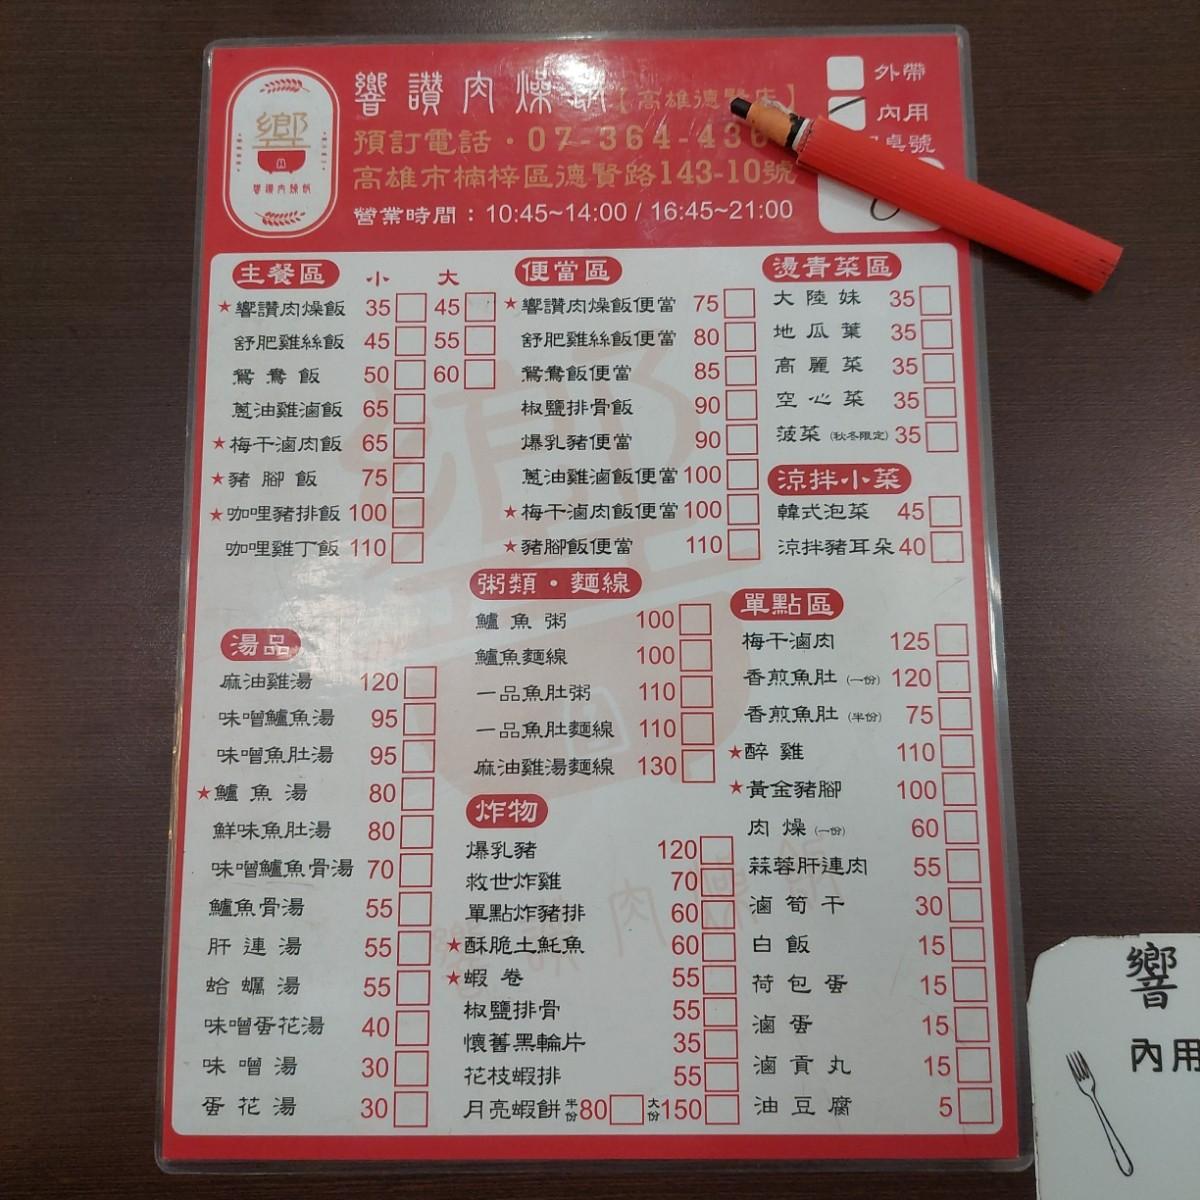 響讚肉燥飯【高雄德賢店】
預訂電話・07-364-436
高雄市楠梓區德賢路143-10號
營業時間：10:45~14:00 / 16:45~21:00
外帶
內用
桌號
響
響讚肉燥飯
主餐區 小 大
★響讚肉燥飯 35 45
舒肥雞絲飯 45 55
鴛鴦飯 50 60
蔥油雞滷飯 65
★梅干滷肉飯 65
★豬腳飯 75
★咖哩豬排飯 100
咖哩雞丁飯 110
湯品
麻油雞湯 120
味噌鱸魚湯 95
味噌魚肚湯 95
★鱸魚湯 80
鮮味魚肚湯 80
味噌鱸魚骨湯 70
鱸魚骨湯 55
肝連湯 55
蛤蠣湯 55
味噌蛋花湯 40
味噌湯 30
蛋花湯 30
便當區
★響讚肉燥飯便當 75
舒肥雞絲飯便當 80
鴛鴦飯便當 85
椒鹽排骨飯 90
爆乳豬便當 90
蔥油雞滷飯便當 100
★梅干滷肉飯便當 100
★豬腳飯便當 110
粥類・麵線
鱸魚粥 100
鱸魚麵線 100
一品魚肚粥 110
一品魚肚麵線 110
麻油雞湯麵線 130
炸物
爆乳豬 120
救世炸雞 70
單點炸豬排 60
★酥脆土魠魚 60
★蝦卷 55
椒鹽排骨 55
懷舊黑輪片 35
花枝蝦排 55
月亮蝦餅 半份 80 大份 150
燙青菜區
大陸妹 35
地瓜葉 35
高麗菜 35
空心菜 35
菠菜(秋冬限定) 35
涼拌小菜
韓式泡菜 45
涼拌豬耳朵 40
單點區
梅干滷肉 125
香煎魚肚(一份) 120
香煎魚肚(半份) 75
★醉雞 110
★黃金豬腳 100
肉燥(一份) 60
蒜蓉肝連肉 55
滷筍干 30
白飯 15
荷包蛋 15
滷蛋 15
滷貢丸 15
油豆腐 5
響
內用